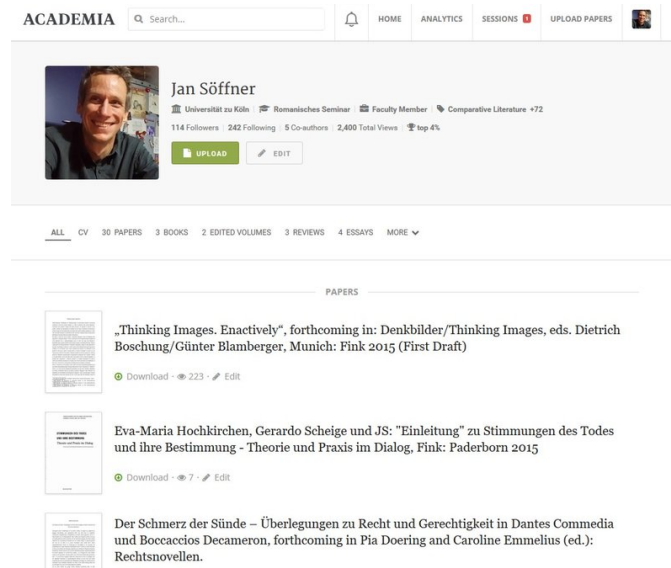 ACADEMIA
Search...
HOME
ANALYTICS
SESSIONS
UPLOAD PAPERS
Jan Söffner
Universität zu Köln Romanisches Seminar Faculty Member Comparative Literature +72
114 Followers 242 Following 5 Co-authors 2,400 Total Views top 4%
UPLOAD
EDIT
ALL CV 30 PAPERS 3 BOOKS 2 EDITED VOLUMES 3 REVIEWS 4 ESSAYS MORE
PAPERS
„Thinking Images. Enactively“, forthcoming in: Denkbilder/Thinking Images, eds. Dietrich
Boschung/Günter Blamberger, Munich: Fink 2015 (First Draft)
Download - 223 - Edit
Eva-Maria Hochkirchen, Gerardo Scheige und JS: "Einleitung" zu Stimmungen des Todes
und ihre Bestimmung - Theorie und Praxis im Dialog, Fink: Paderborn 2015
Download - 7 - Edit
Der Schmerz der Sünde – Überlegungen zu Recht und Gerechtigkeit in Dantes Commedia
und Boccaccios Decameron, forthcoming in Pia Doering and Caroline Emmelius (ed.):
Rechtsnovellen.